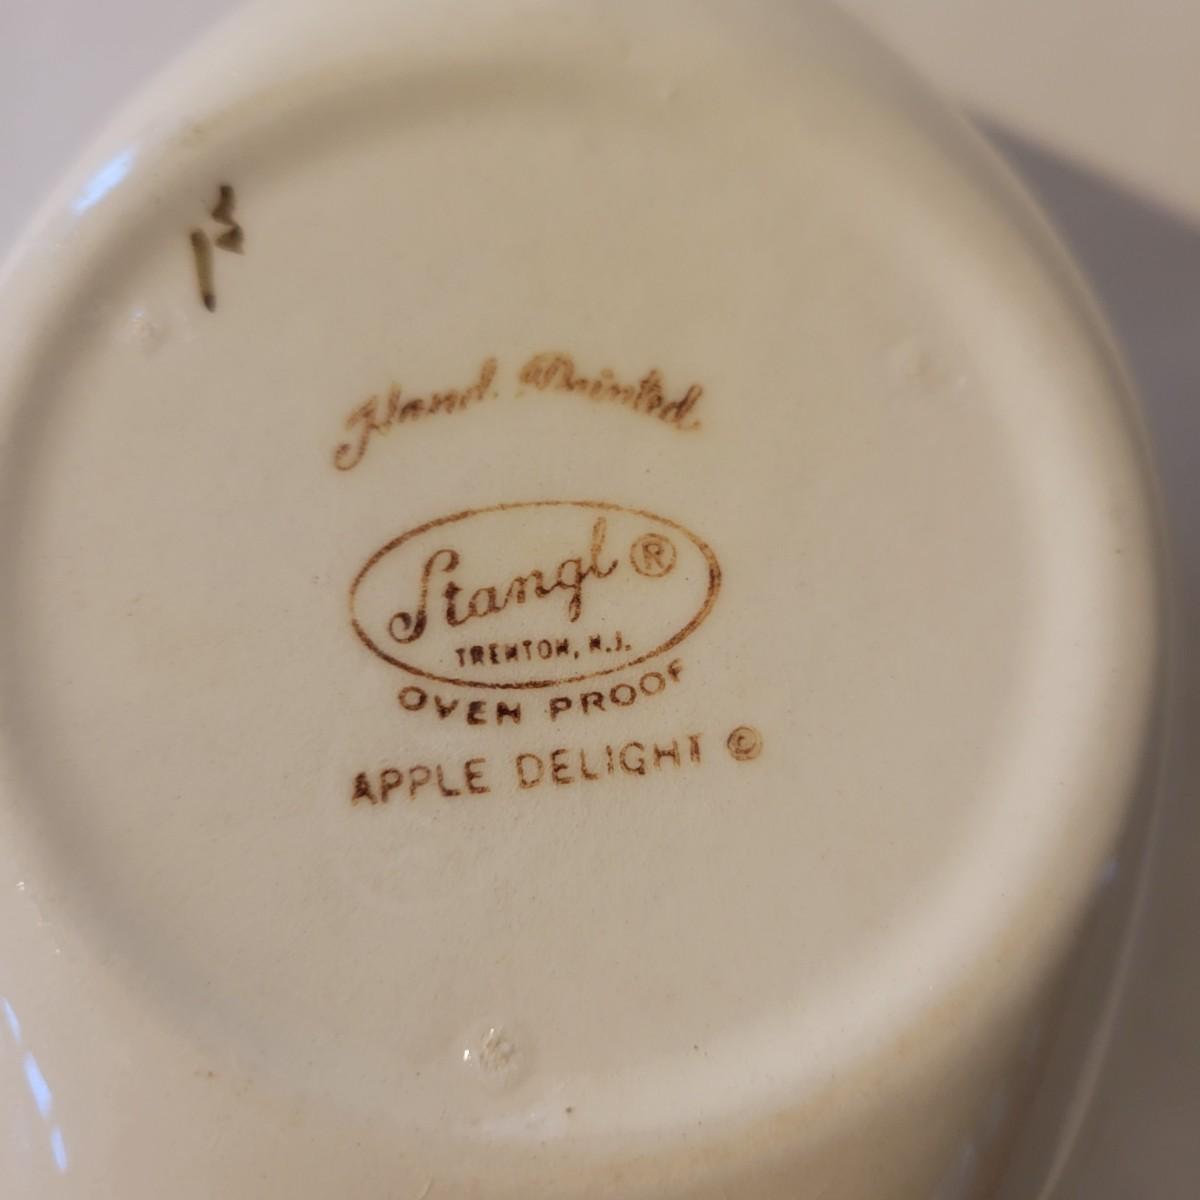 Hand Painted
Stangl ®
TRENTON, N.J.
OVEN PROOF
APPLE DELIGHT ©